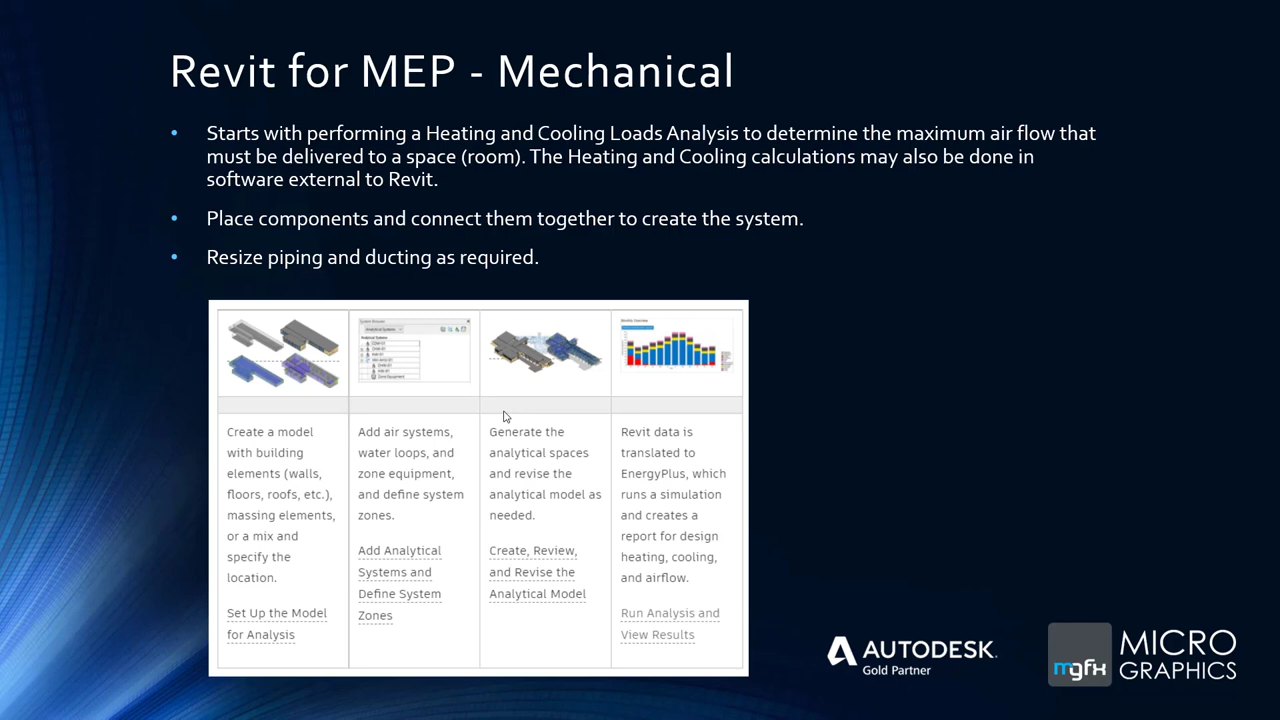 Revit for MEP - Mechanical
• Starts with performing a Heating and Cooling Loads Analysis to determine the maximum air flow that
must be delivered to a space (room). The Heating and Cooling calculations may also be done in
software external to Revit.
• Place components and connect them together to create the system.
• Resize piping and ducting as required.
Create a model
with building
elements (walls,
floors, roofs, etc.),
massing elements,
or a mix and
specify the
location.
Set Up the Model
for Analysis
Analytical Systems
Add air systems,
water loops, and
zone equipment,
and define system
zones.
Add Analytical
Systems and
Define System
Zones
Generate the
analytical spaces
and revise the
analytical model as
needed.
Create, Review,
and Revise the
Analytical Model
Revit data is
translated to
EnergyPlus, which
runs a simulation
and creates a
report for design
heating, cooling,
and airflow.
Run Analysis and
View Results
AUTODESK
Gold Partner
mgfx
MICRO
GRAPHICS